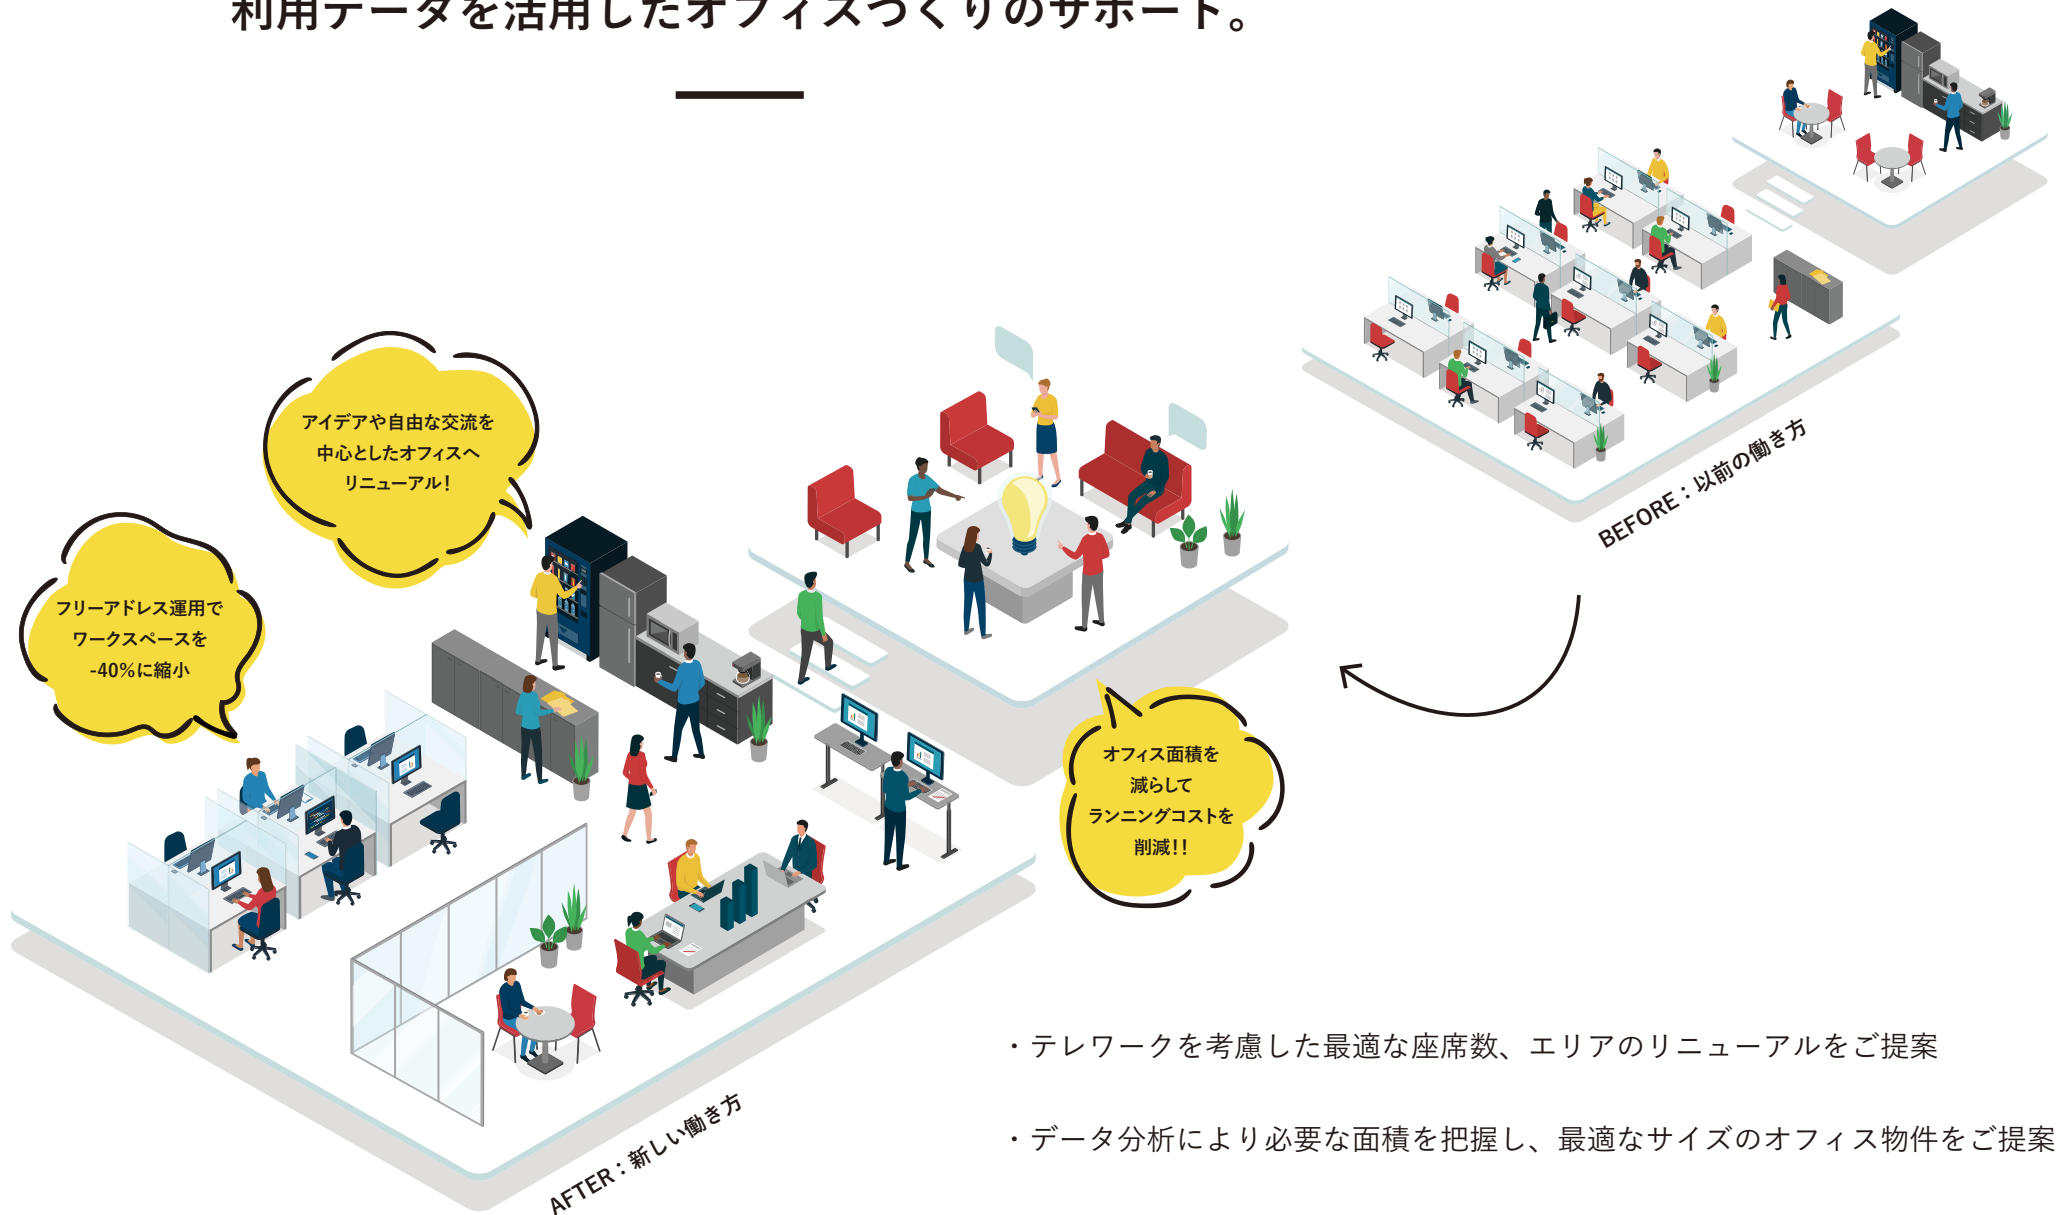 利用データを活用したオフィスづくりのサポート。
アイデアや自由な交流を
中心としたオフィスへ
リニューアル！
フリーアドレス運用で
ワークスペースを
-40%に縮小
BEFORE：以前の働き方
オフィス面積を
減らして
ランニングコストを
削減!!
AFTER：新しい働き方
・テレワークを考慮した最適な座席数、エリアのリニューアルをご提案
・データ分析により必要な面積を把握し、最適なサイズのオフィス物件をご提案